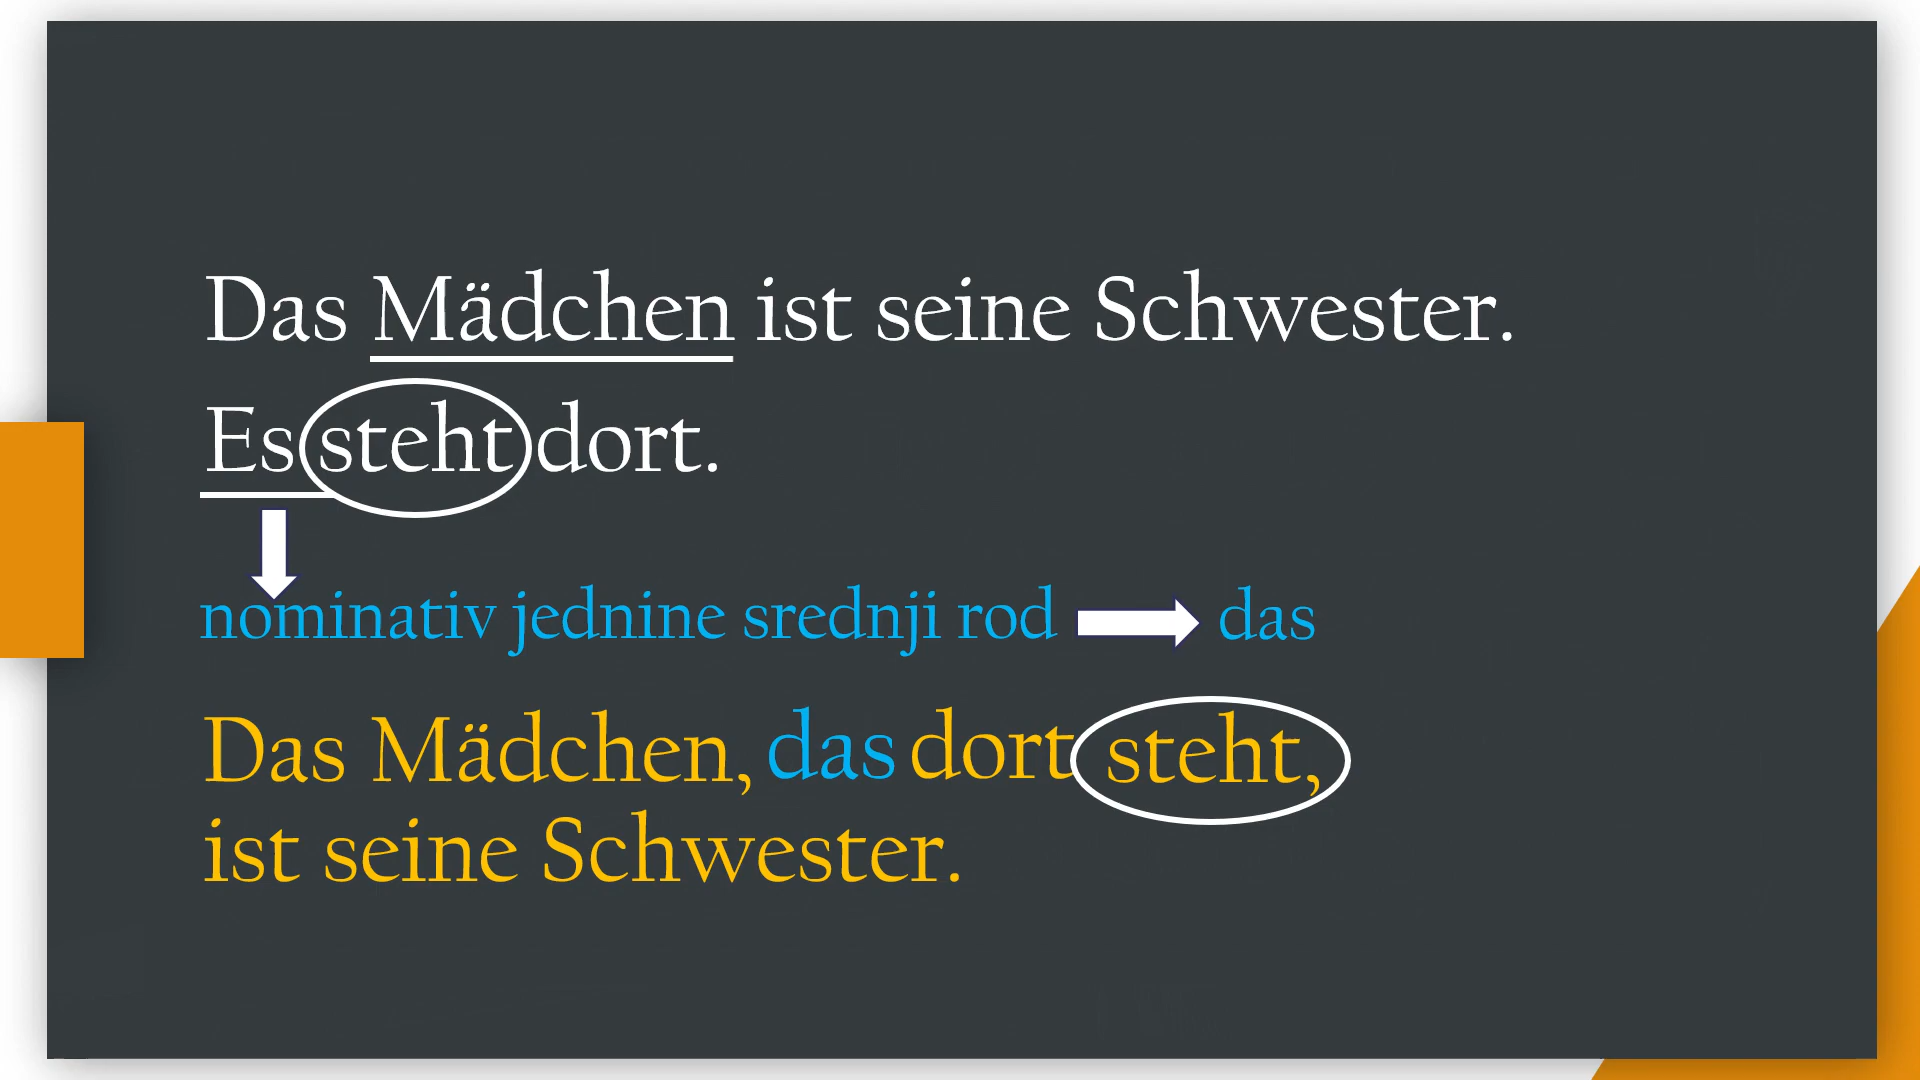 Das Mädchen ist seine Schwester.
Es steht dort.
nominativ jednine srednji rod das
Das Mädchen, das dort steht,
ist seine Schwester.